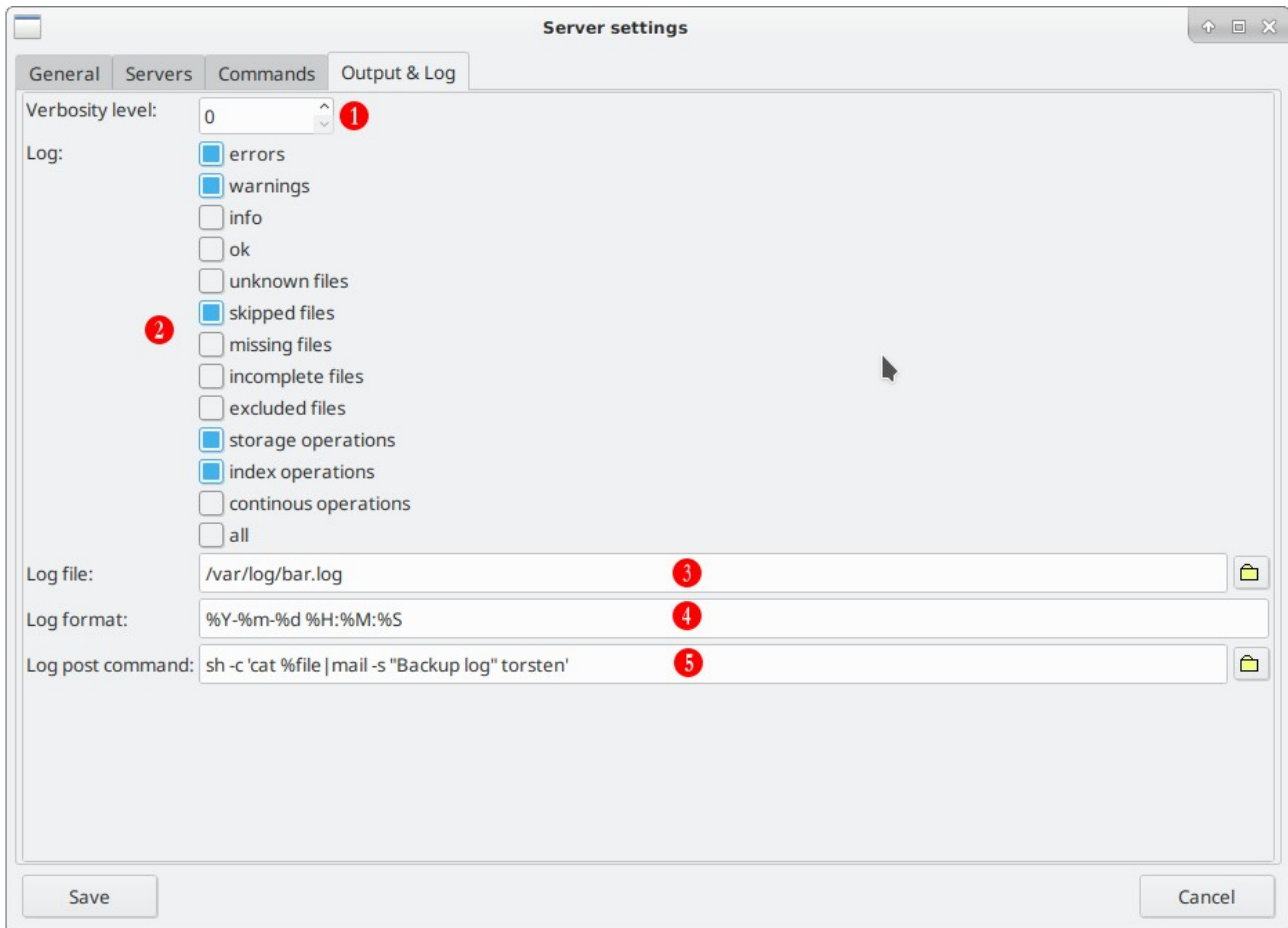 Server settings
General Servers Commands Output & Log
Verbosity level: 0 1
Log: errors
warnings
info
ok
unknown files
skipped files
2
missing files
incomplete files
excluded files
storage operations
index operations
continous operations
all
Log file: /var/log/bar.log 3
Log format: %Y-%m-%d %H:%M:%S 4
Log post command: sh -c 'cat %file|mail -s "Backup log" torsten' 5
Save Cancel